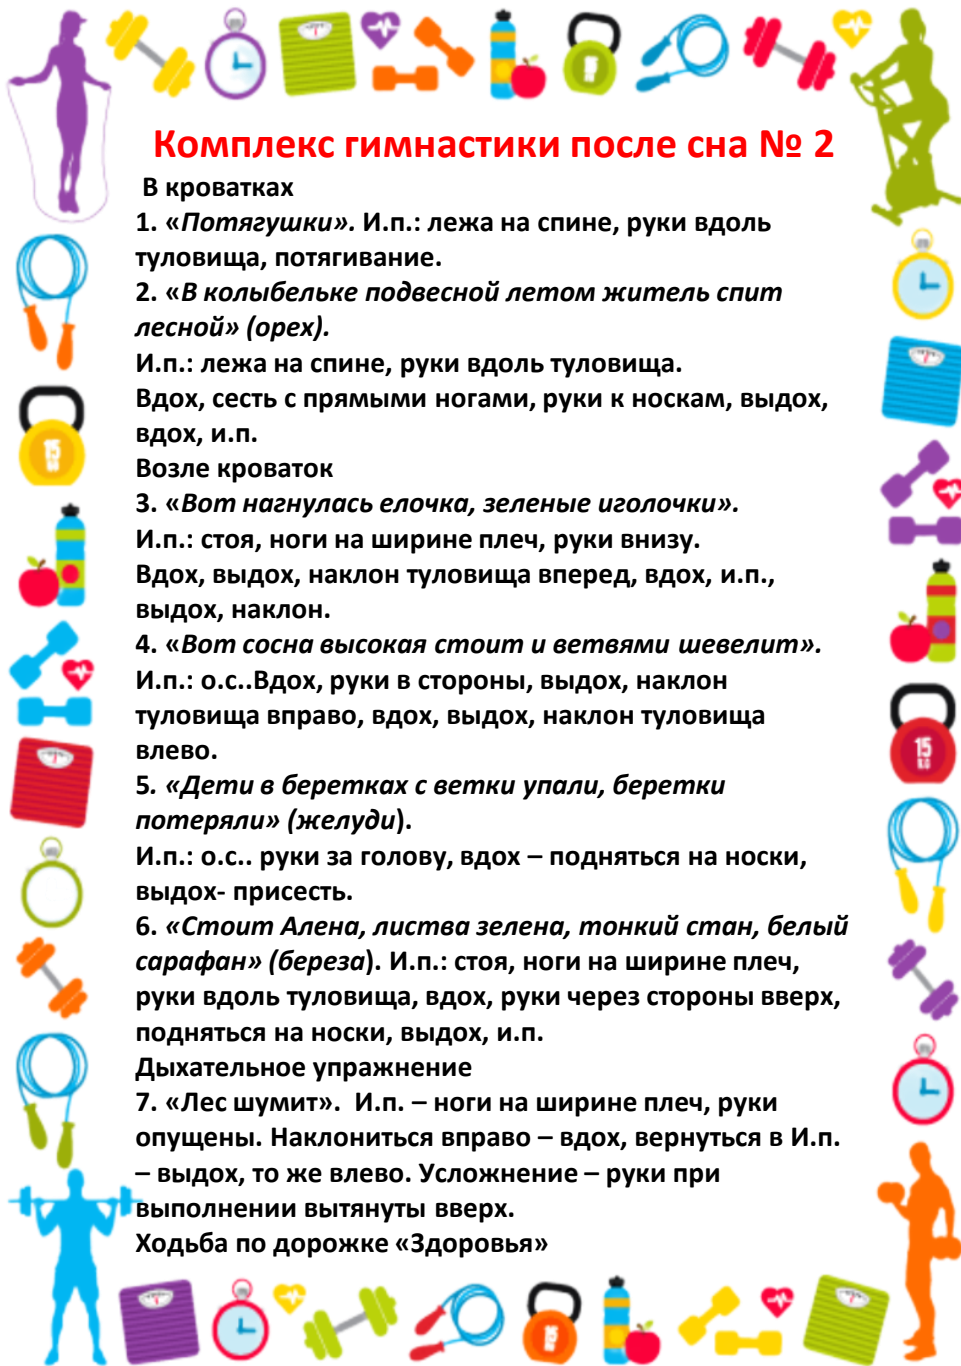 Комплекс гимнастики после сна № 2
В кроватках
1. «Потягушки». И.п.: лежа на спине, руки вдоль
туловища, потягивание.
2. «В колыбельке подвесной летом житель спит
лесной» (орех).
И.п.: лежа на спине, руки вдоль туловища.
Вдох, сесть с прямыми ногами, руки к носкам, выдох,
вдох, и.п.
Возле кроваток
3. «Вот нагнулась елочка, зеленые иголочки».
И.п.: стоя, ноги на ширине плеч, руки внизу.
Вдох, выдох, наклон туловища вперед, вдох, и.п.,
выдох, наклон.
4. «Вот сосна высокая стоит и ветвями шевелит».
И.п.: о.с..Вдох, руки в стороны, выдох, наклон
туловища вправо, вдох, выдох, наклон туловища
влево.
5. «Дети в беретках с ветки упали, беретки
потеряли» (желуди).
И.п.: о.с.. руки за голову, вдох – подняться на носки,
выдох- присесть.
6. «Стоит Алена, листва зелена, тонкий стан, белый
сарафан» (береза). И.п.: стоя, ноги на ширине плеч,
руки вдоль туловища, вдох, руки через стороны вверх,
подняться на носки, выдох, и.п.
Дыхательное упражнение
7. «Лес шумит».  И.п. – ноги на ширине плеч, руки
опущены. Наклониться вправо – вдох, вернуться в И.п.
– выдох, то же влево. Усложнение – руки при
выполнении вытянуты вверх.
Ходьба по дорожке «Здоровья»
15
KG